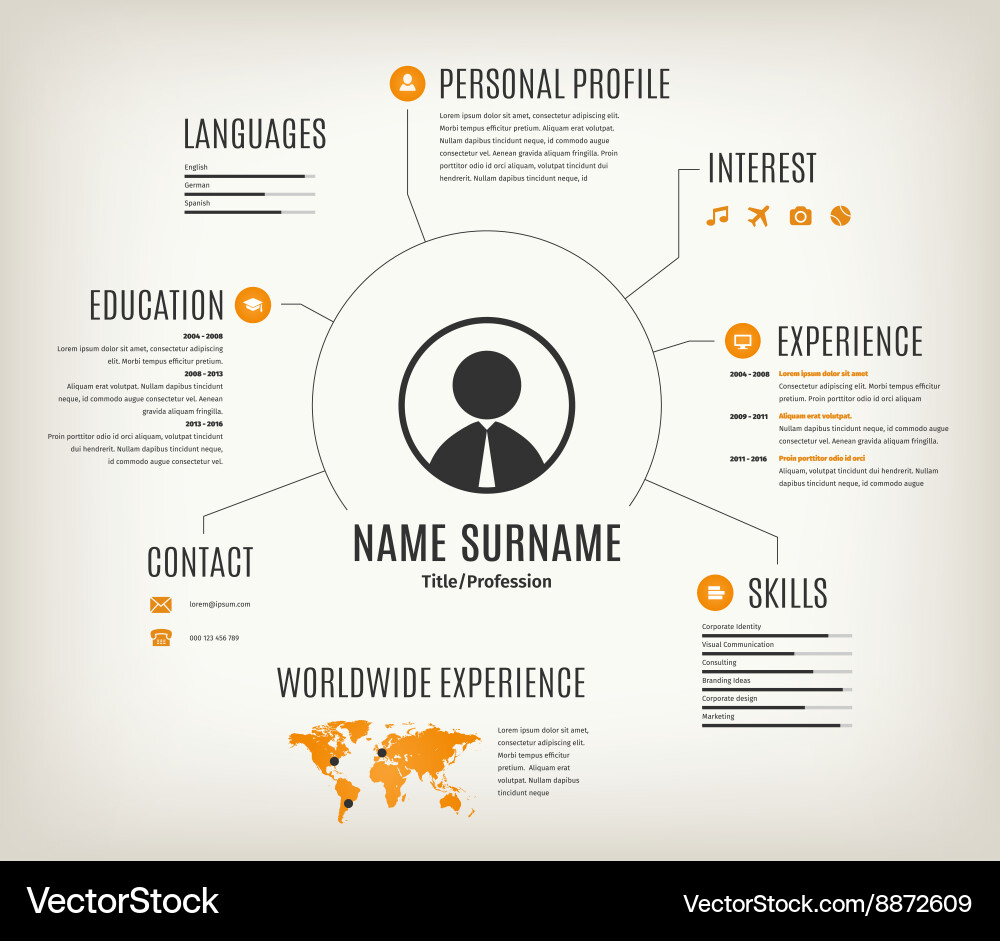 PERSONAL PROFILE
Lorem ipsum dolor sit amet, consectetur adipiscing elit.
Morbi tempus efficitur pretium. Aliquam erat volutpat.
Nullam dapibus tincidunt neque, id commodo augue
consectetur vel. Aenean gravida aliquam fringilla. Proin
porttitor odio id orci aliquam, volutpat tincidunt dui
hendrerit. Nullam dapibus tincidunt neque, id
LANGUAGES
English
German
Spanish
INTEREST
EDUCATION
2004 - 2008
Lorem ipsum dolor sit amet, consectetur adipiscing
elit. Morbi tempus efficitur pretium.
2008 - 2013
Aliquam erat volutpat. Nullam dapibus tincidunt
neque, id commodo augue consectetur vel. Aenean
gravida aliquam fringilla.
2013 - 2016
Proin porttitor odio id orci aliquam, volutpat tincidunt
dui hendrerit. Nullam dapibus tincidunt neque,
id commodo augue consectetur vel.
EXPERIENCE
2004 - 2008 Lorem ipsum dolor sit amet
Consectetur adipiscing elit. Morbi tempus efficitur
pretium. Proin porttitor odio id orci aliquam
2009 - 2011 Aliquam erat volutpat.
Nullam dapibus tincidunt neque, id commodo augue
consectetur vel. Aenean gravida aliquam fringilla.
2011 - 2016 Proin porttitor odio id orci
Aliquam, volutpat tincidunt dui hendrerit. Nullam
dapibus tincidunt neque, id commodo augue
NAME SURNAME
Title/Profession
CONTACT
lorem@ipsum.com
000 123 456 789
SKILLS
Corporate Identity
Visual Communication
Consulting
Branding Ideas
Corporate design
Marketing
WORLDWIDE EXPERIENCE
Lorem ipsum dolor sit amet,
consectetur adipiscing elit.
Morbi tempus efficitur
pretium. Aliquam erat
volutpat. Nullam dapibus
tincidunt neque
VectorStock
VectorStock.com/8872609